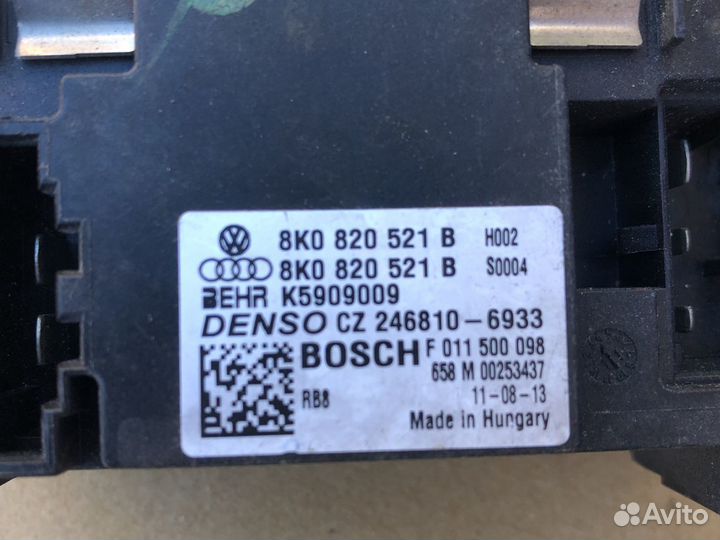 8K0 820 521 B H002
8K0 820 521 B S0004
BEHR K5909009
DENSO CZ 246810-6933
BOSCH F 011 500 098
658 M 00253437
RB8 11-08-13
Made in Hungary
Avito